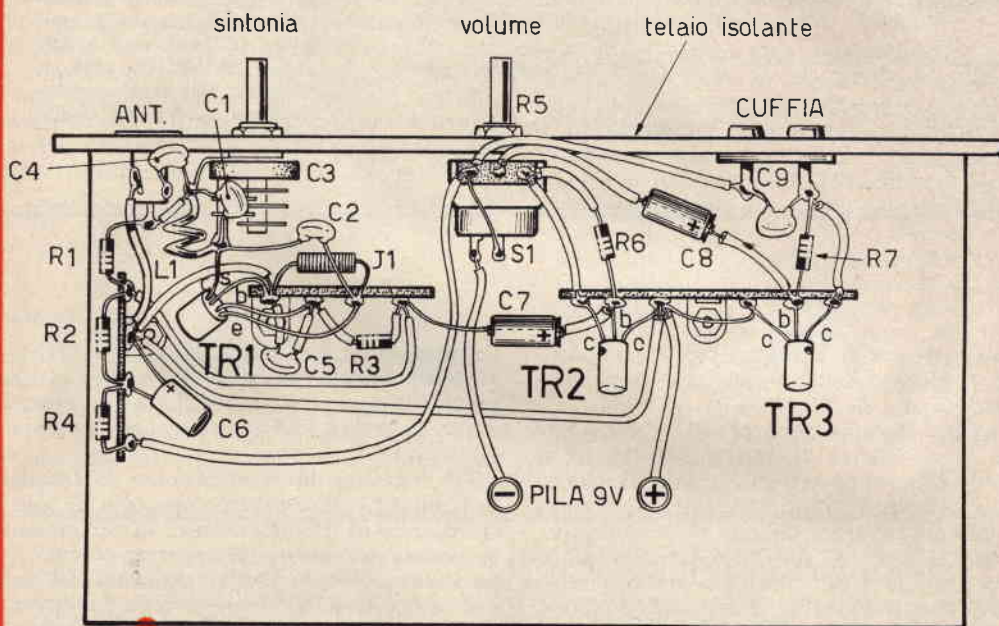 sintonia
volume
telaio isolante
ANT.
C1
R5
CUFFIA
C4
C3
C9
C2
R1
L1
s
J1
S1
R6
C8
R7
b
e
C7
b
b
R2
TR1
C5
R3
c
c
c
c
TR2
TR3
R4
+
C6
+
+
− PILA 9V +